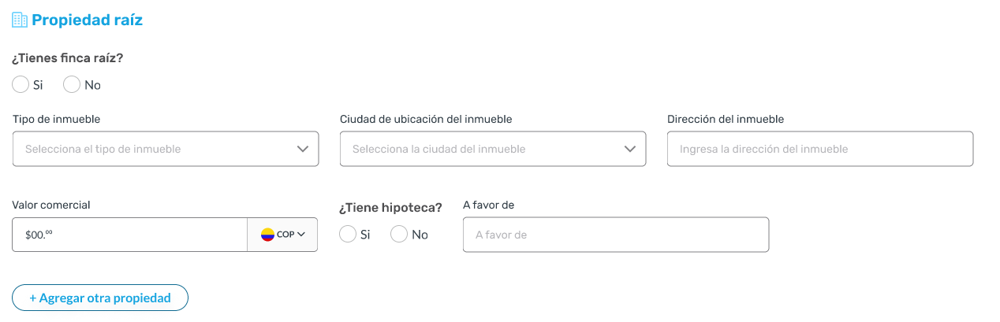 Propiedad raíz
¿Tienes finca raíz?
Si No
Tipo de inmueble Ciudad de ubicación del inmueble Dirección del inmueble
Selecciona el tipo de inmueble Selecciona la ciudad del inmueble Ingresa la dirección del inmueble
Valor comercial ¿Tiene hipoteca? A favor de
$00.⁰⁰ COP Si No A favor de
+ Agregar otra propiedad